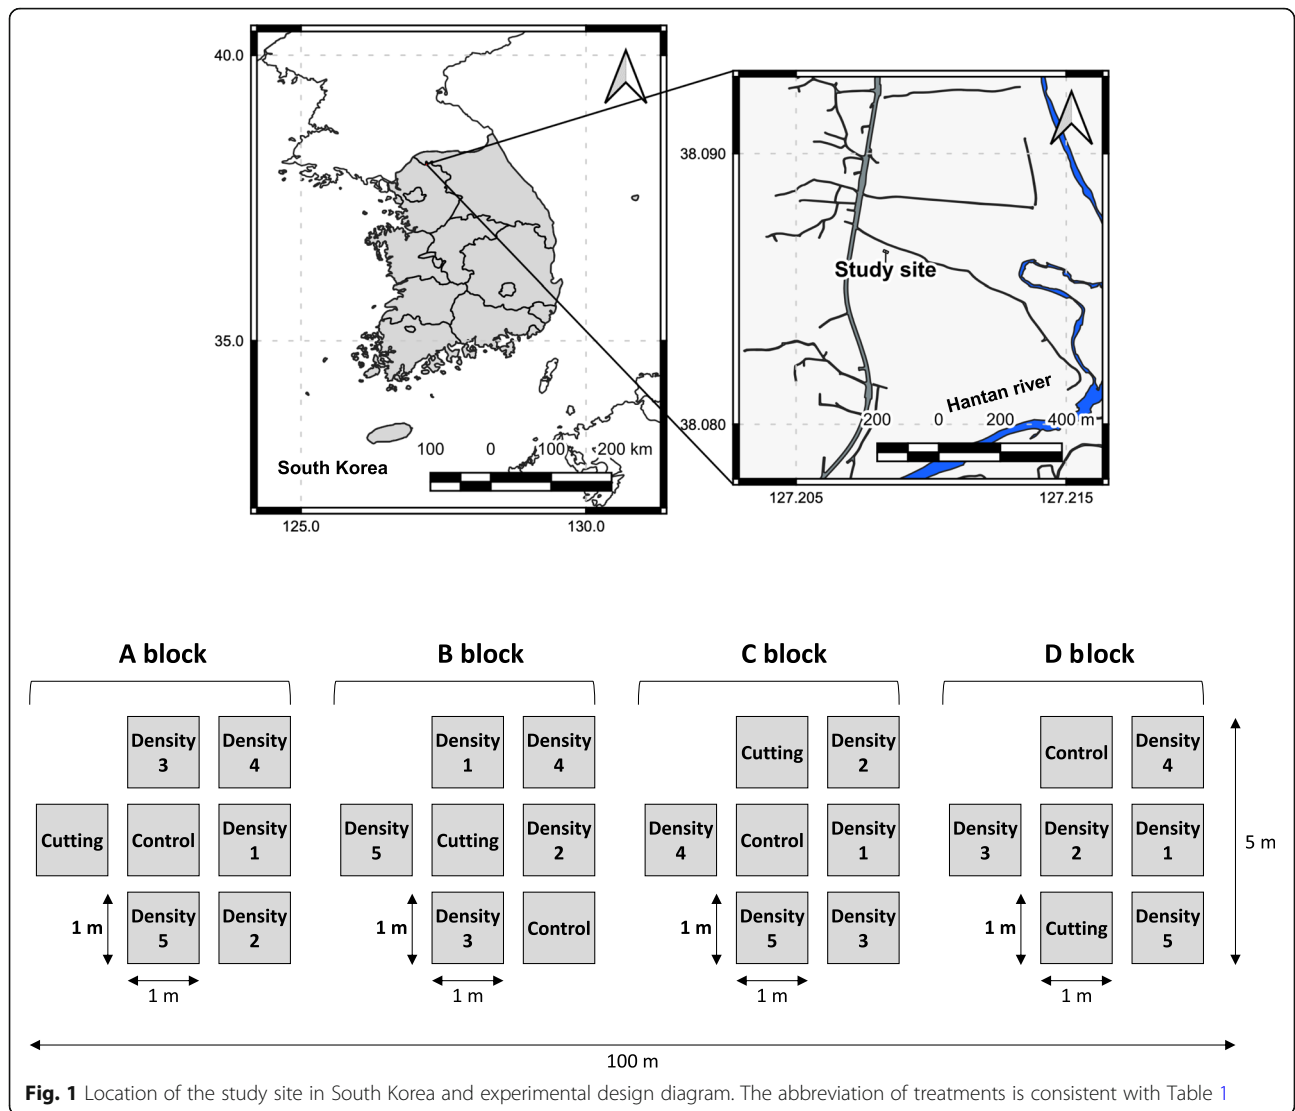 40.0
35.0
125.0
130.0
South Korea
100 0 100 200 km
38.090
38.080
127.205
127.215
Study site
Hantan river
200 0 200 400 m
A block
B block
C block
D block
Density 3
Density 4
Cutting
Control
Density 1
Density 5
Density 2
1 m
1 m
Density 1
Density 4
Density 5
Cutting
Density 2
Density 3
Control
1 m
1 m
Cutting
Density 2
Density 4
Control
Density 1
Density 5
Density 3
1 m
1 m
Control
Density 4
Density 3
Density 2
Density 1
Cutting
Density 5
1 m
1 m
5 m
100 m
Fig. 1 Location of the study site in South Korea and experimental design diagram. The abbreviation of treatments is consistent with Table 1